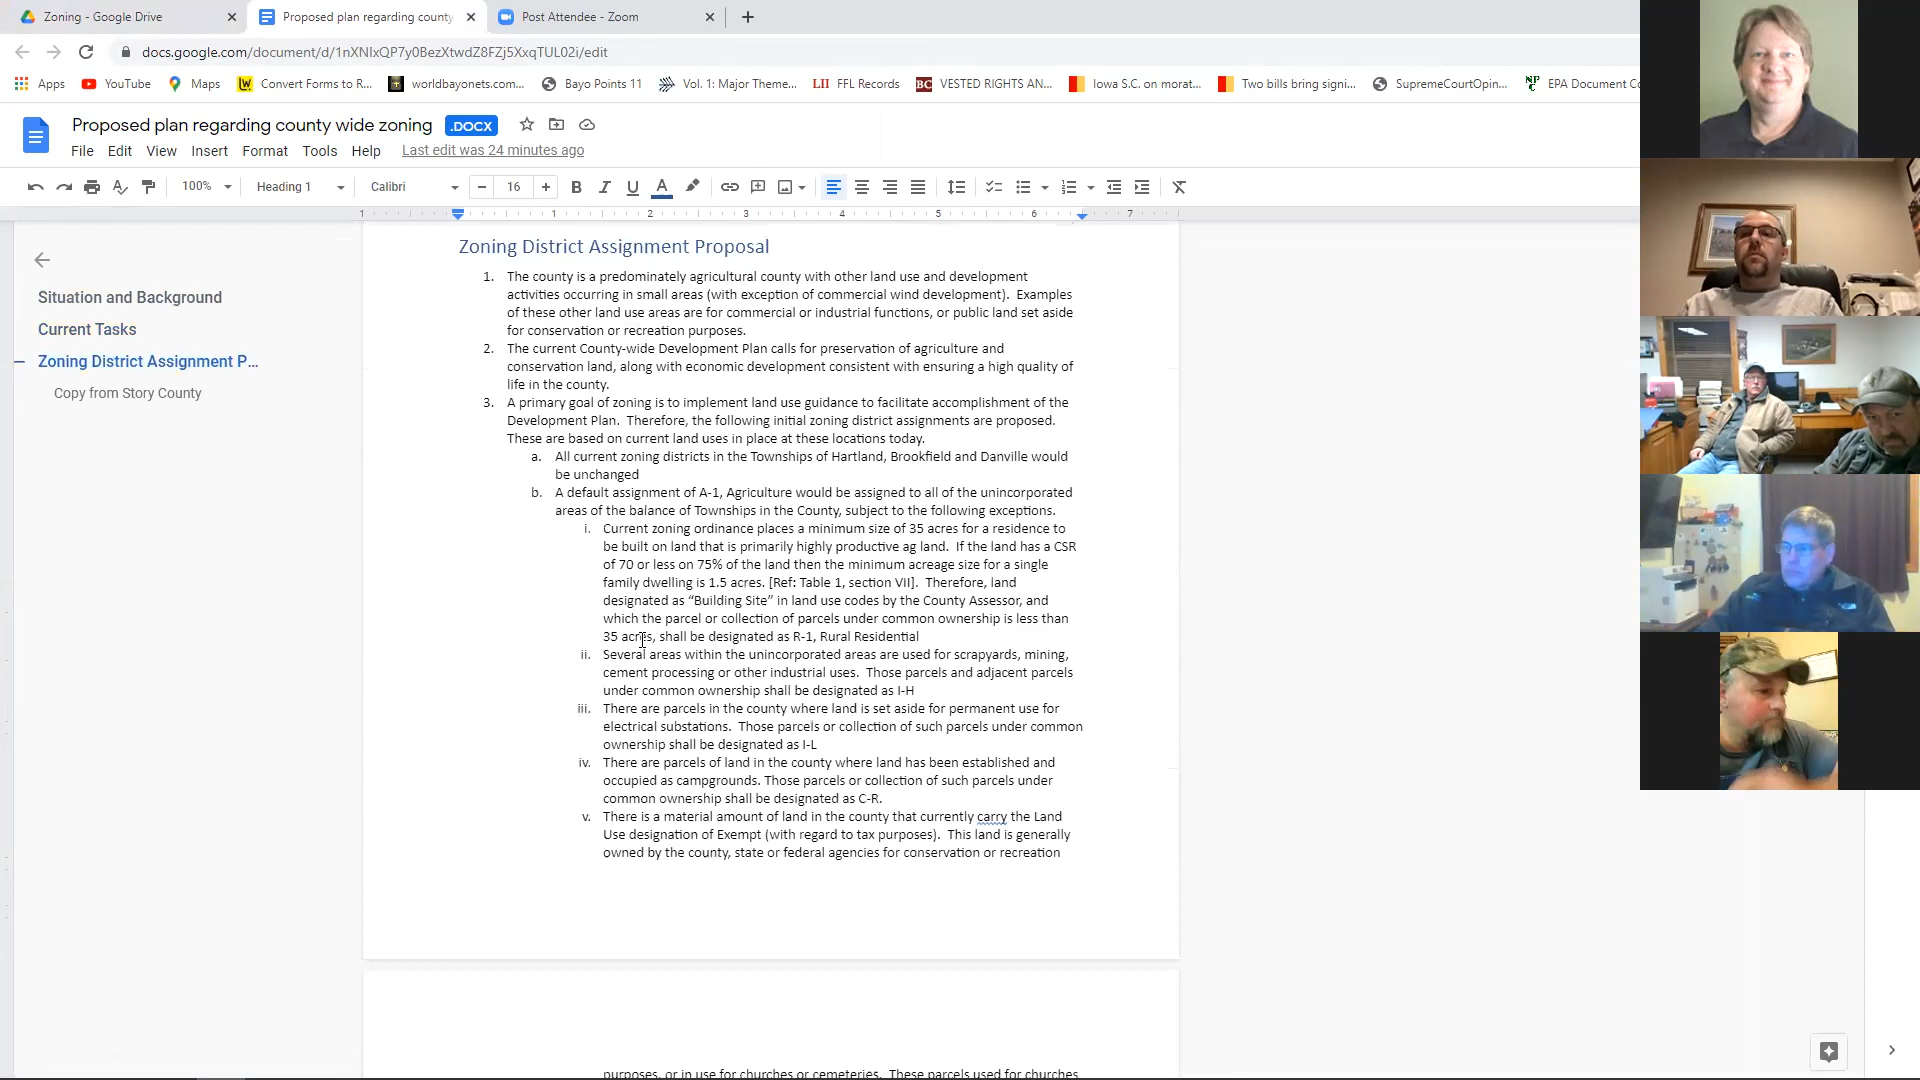 Zoning - Google Drive
Proposed plan regarding county
Post Attendee - Zoom
docs.google.com/document/d/1nXNlxQP7y0BezXtwdZ8FZj5XxqTUL02i/edit
Apps YouTube Maps Convert Forms to R... worldbayonets.com... Bayo Points 11 Vol. 1: Major Theme... LII FFL Records BC VESTED RIGHTS AN... Iowa S.C. on morat... Two bills bring signi... SupremeCourtOpin... EPA Document Co
Proposed plan regarding county wide zoning .DOCX
File Edit View Insert Format Tools Help Last edit was 24 minutes ago
100% Heading 1 Calibri − 16 + B I U A
1 1 2 3 4 5 6 7
Situation and Background
Current Tasks
Zoning District Assignment P...
Copy from Story County
Zoning District Assignment Proposal
1. The county is a predominately agricultural county with other land use and development
activities occurring in small areas (with exception of commercial wind development). Examples
of these other land use areas are for commercial or industrial functions, or public land set aside
for conservation or recreation purposes.
2. The current County-wide Development Plan calls for preservation of agriculture and
conservation land, along with economic development consistent with ensuring a high quality of
life in the county.
3. A primary goal of zoning is to implement land use guidance to facilitate accomplishment of the
Development Plan. Therefore, the following initial zoning district assignments are proposed.
These are based on current land uses in place at these locations today.
a. All current zoning districts in the Townships of Hartland, Brookfield and Danville would
be unchanged
b. A default assignment of A-1, Agriculture would be assigned to all of the unincorporated
areas of the balance of Townships in the County, subject to the following exceptions.
i. Current zoning ordinance places a minimum size of 35 acres for a residence to
be built on land that is primarily highly productive ag land. If the land has a CSR
of 70 or less on 75% of the land then the minimum acreage size for a single
family dwelling is 1.5 acres. [Ref: Table 1, section VII]. Therefore, land
designated as “Building Site” in land use codes by the County Assessor, and
which the parcel or collection of parcels under common ownership is less than
35 acres, shall be designated as R-1, Rural Residential
ii. Several areas within the unincorporated areas are used for scrapyards, mining,
cement processing or other industrial uses. Those parcels and adjacent parcels
under common ownership shall be designated as I-H
iii. There are parcels in the county where land is set aside for permanent use for
electrical substations. Those parcels or collection of such parcels under common
ownership shall be designated as I-L
iv. There are parcels of land in the county where land has been established and
occupied as campgrounds. Those parcels or collection of such parcels under
common ownership shall be designated as C-R.
v. There is a material amount of land in the county that currently carry the Land
Use designation of Exempt (with regard to tax purposes). This land is generally
owned by the county, state or federal agencies for conservation or recreation
purposes, or in use for churches or cemeteries. These parcels used for churches